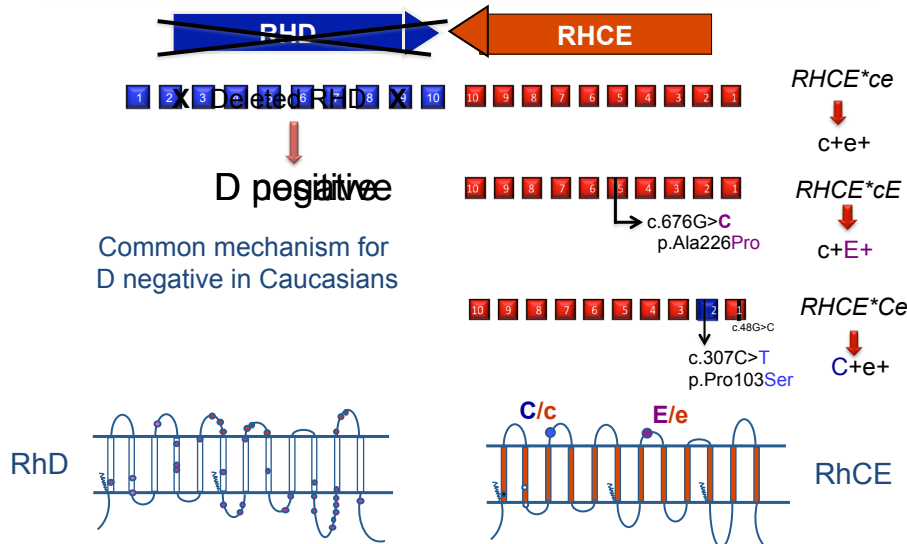 RHD
RHCE
1 2 X 3 Deleted RHD 8 X 10
10 9 8 7 6 5 4 3 2 1
RHCE*ce
c+e+
D positive
10 9 8 7 6 5 4 3 2 1
RHCE*cE
c.676G>C
p.Ala226Pro
c+E+
Common mechanism for
D negative in Caucasians
10 9 8 7 6 5 4 3 2 1
RHCE*Ce
c.48G>C
c.307C>T
p.Pro103Ser
C+e+
C/c
E/e
RhD
RhCE